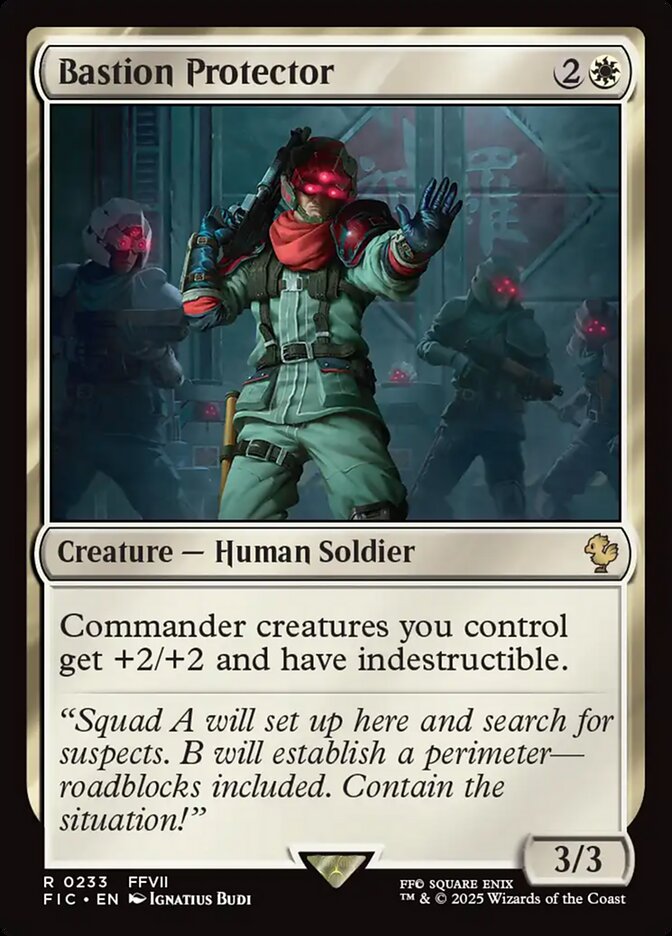 Bastion Protector 2
羅
Creature — Human Soldier
Commander creatures you control
get +2/+2 and have indestructible.
“Squad A will set up here and search for
suspects. B will establish a perimeter—
roadblocks included. Contain the
situation!”
3/3
R 0233 FFVII
FIC • EN Ignatius Budi
FF© SQUARE ENIX
™ & © 2025 Wizards of the Coast